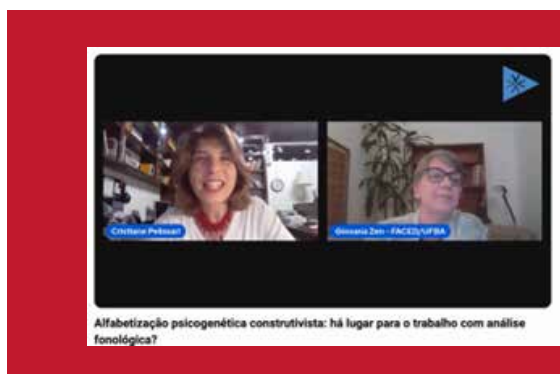 Cristiane Pelissari
Giovana Zen - FACED/UFBA
Alfabetização psicogenética construtivista: há lugar para o trabalho com análise
fonológica?